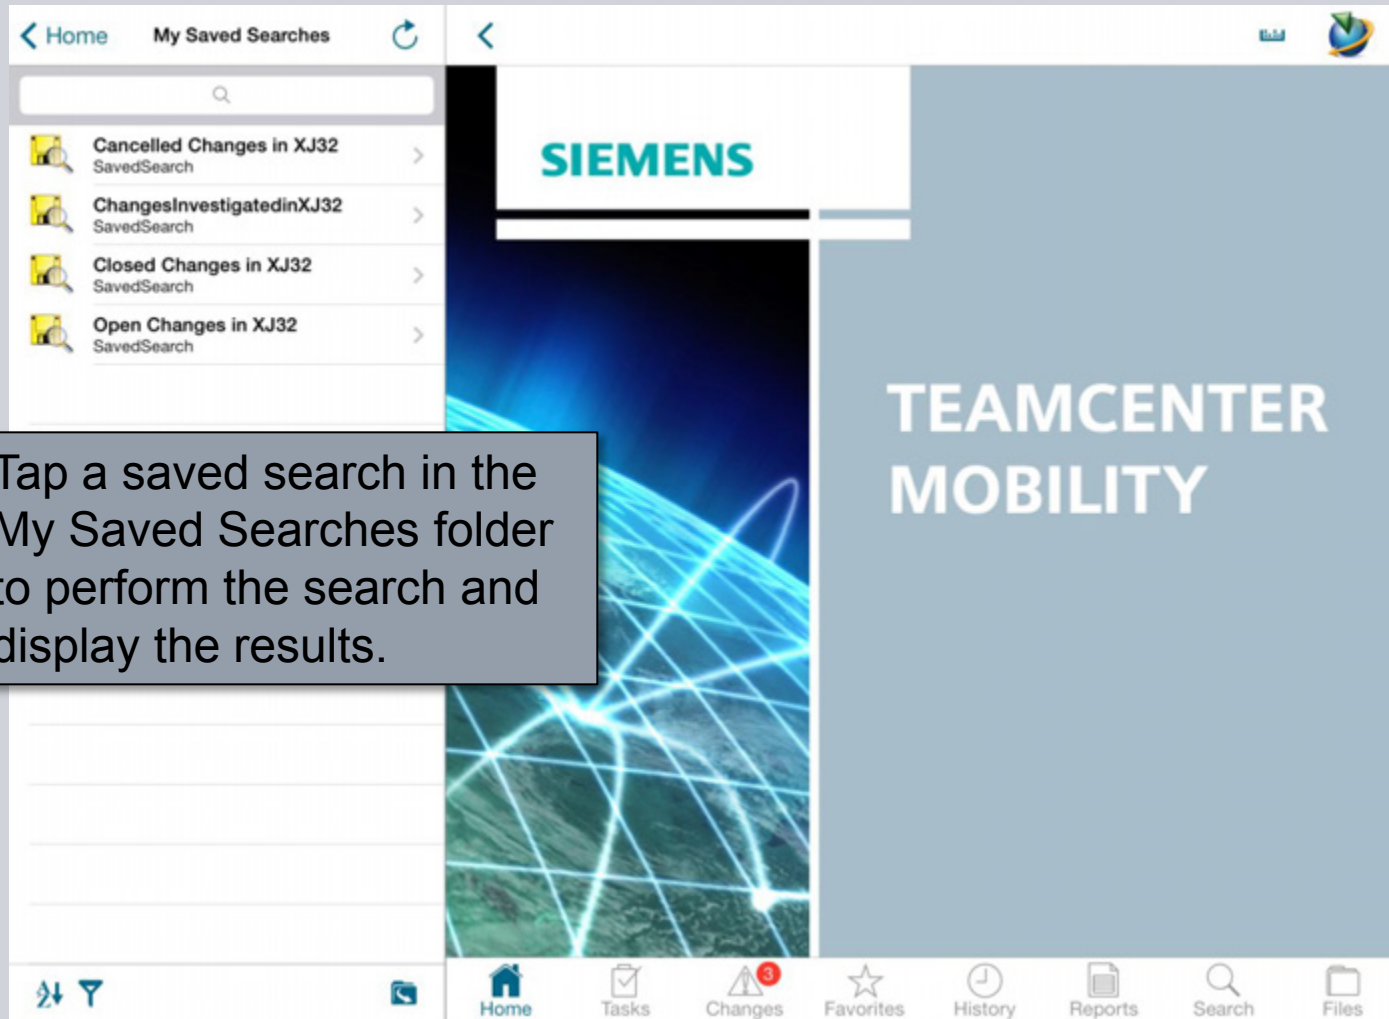 Home
My Saved Searches
Cancelled Changes in XJ32
SavedSearch
ChangesInvestigatedinXJ32
SavedSearch
Closed Changes in XJ32
SavedSearch
Open Changes in XJ32
SavedSearch
Tap a saved search in the
My Saved Searches folder
to perform the search and
display the results.
SIEMENS
TEAMCENTER
MOBILITY
Home
Tasks
3
Changes
Favorites
History
Reports
Search
Files